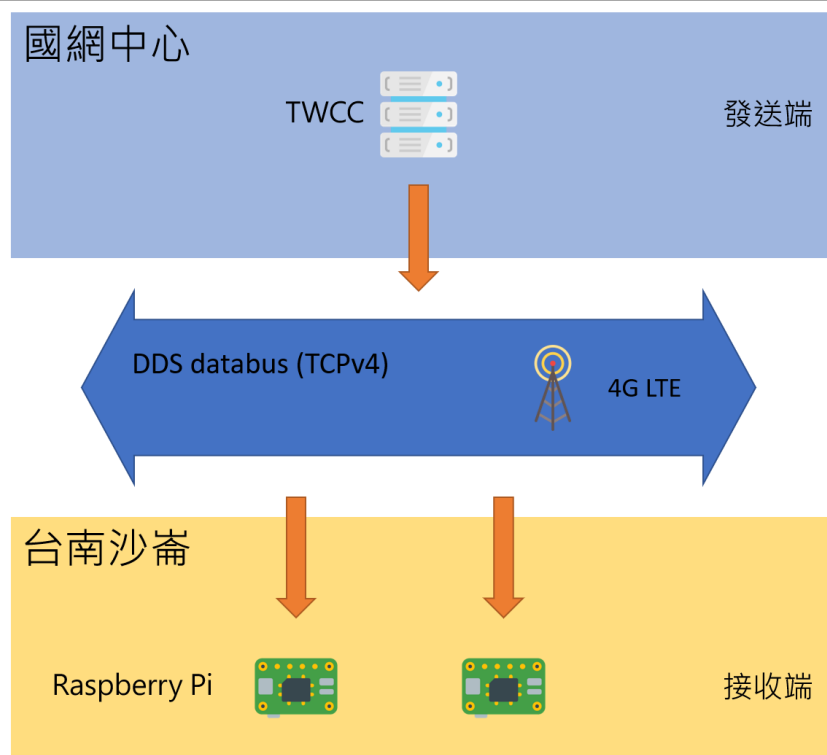 國網中心
TWCC
發送端
DDS databus (TCPv4)
4G LTE
台南沙崙
Raspberry Pi
接收端